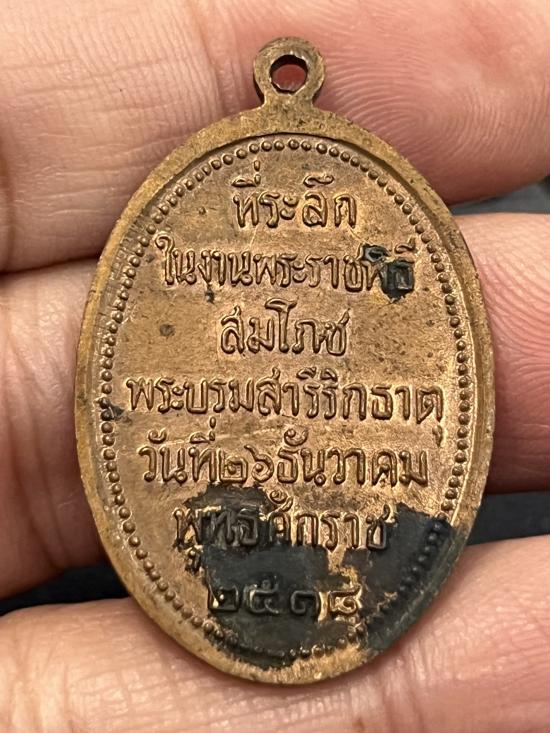 ที่ระลึก
ในงานพระราชพิธี
สมโภช
พระบรมสารีริกธาตุ
วันที่๒๖ธันวาคม
พุทธศักราช
๒๕๓๘